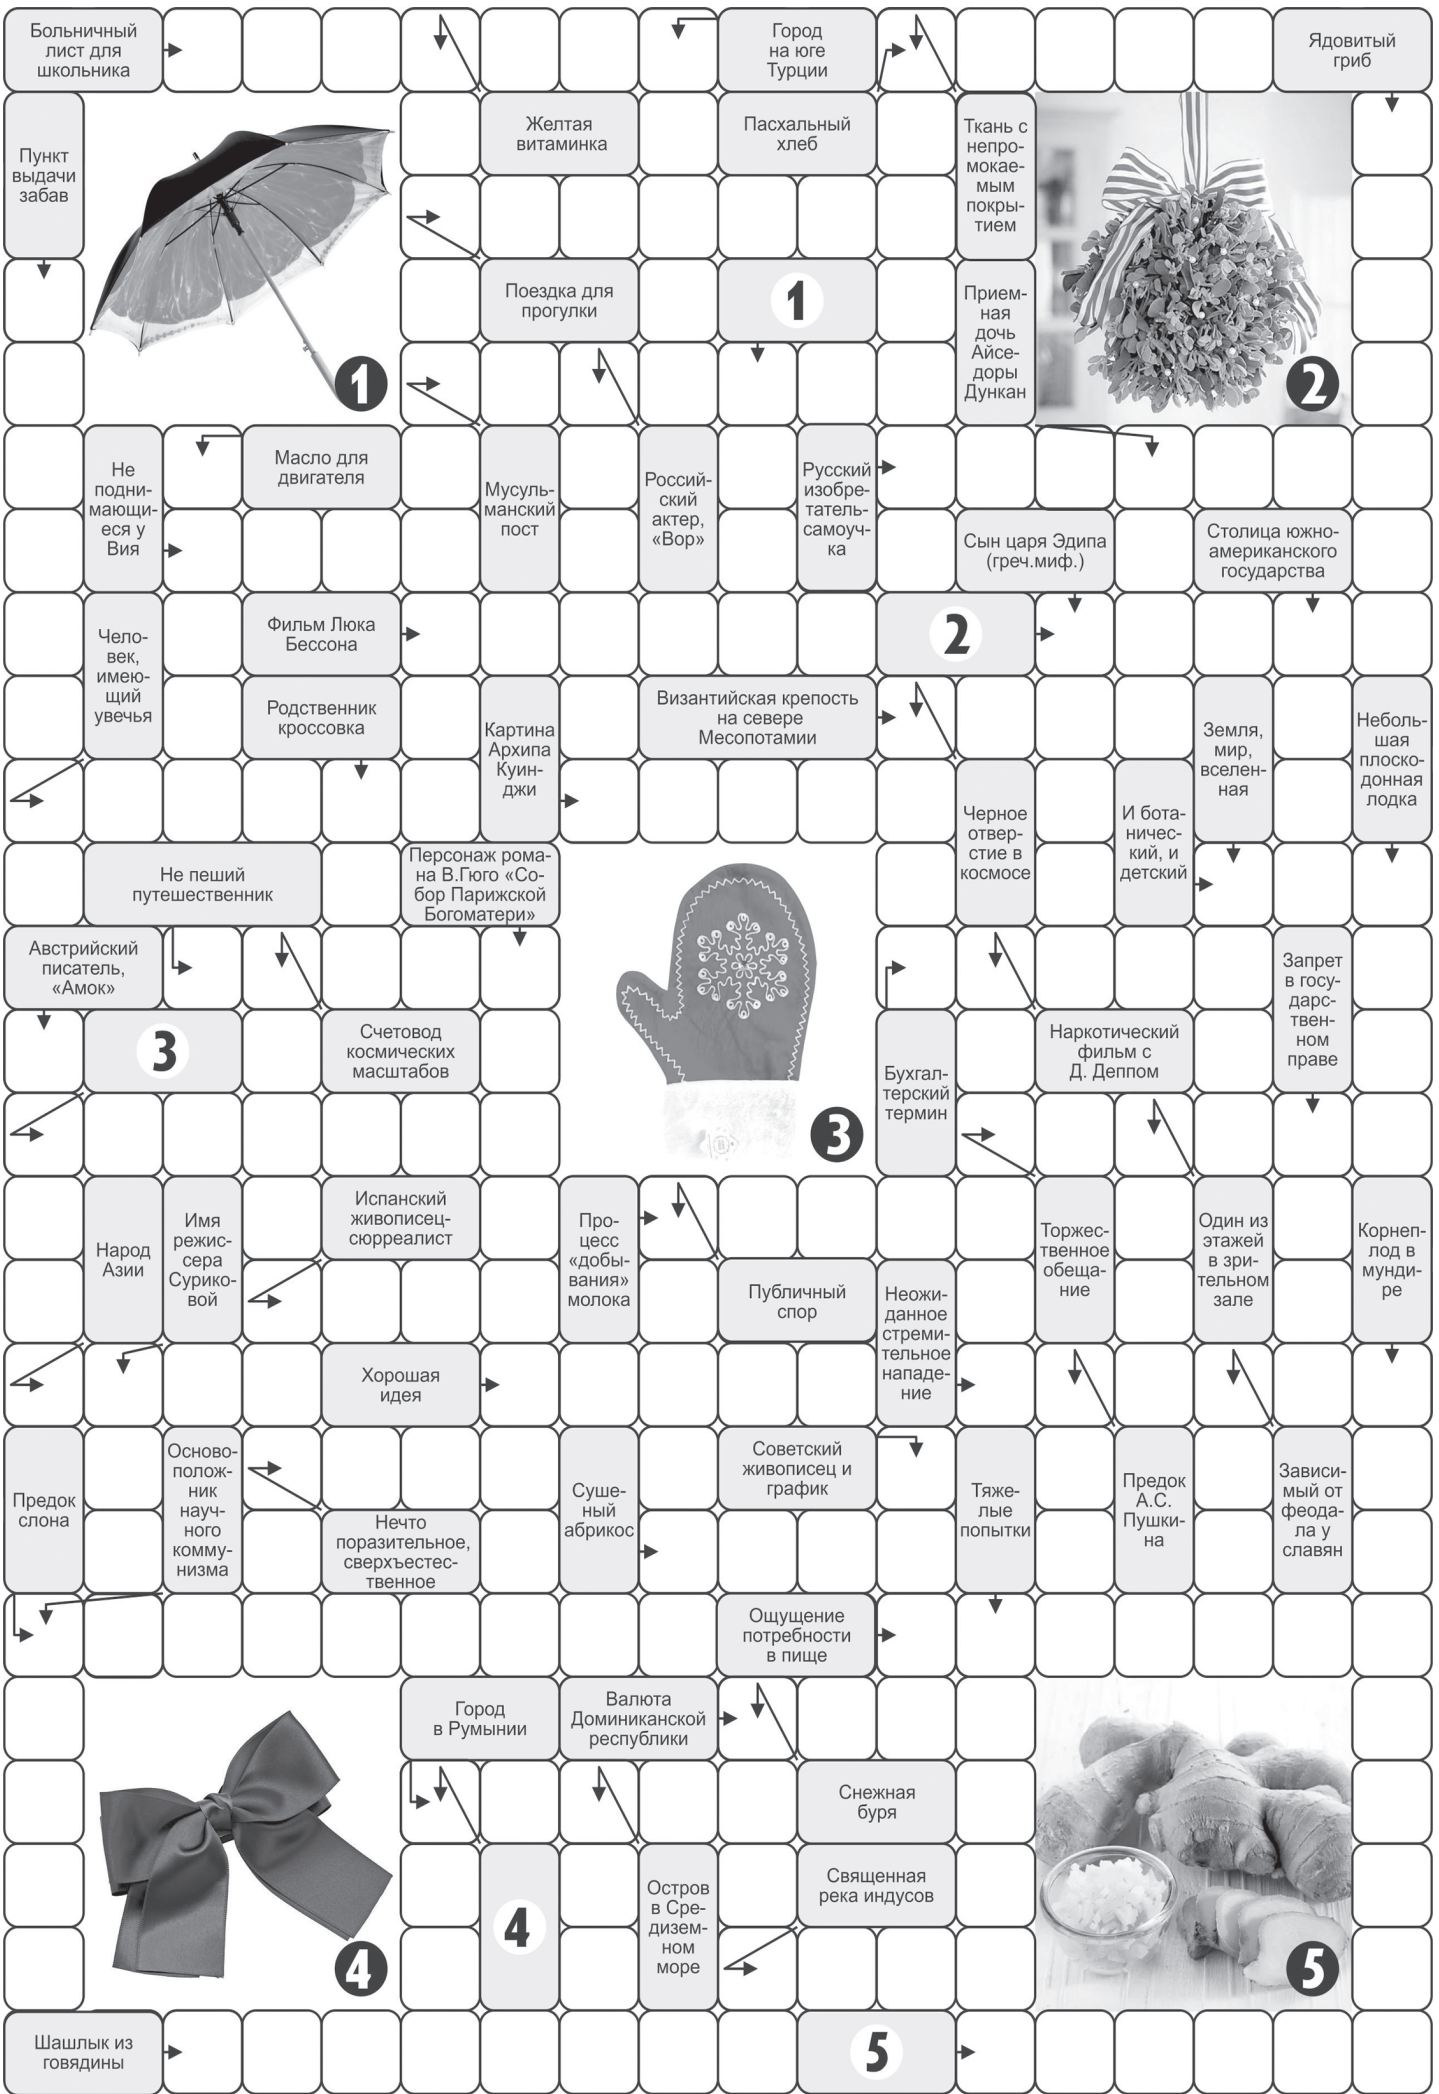 Больничный
лист для
школьника
Город
на юге
Турции
Ядовитый
гриб
Пункт
выдачи
забав
Желтая
витаминка
Пасхальный
хлеб
Ткань с
непро-
мокае-
мым
покры-
тием
Поездка для
прогулки
1
Прием-
ная
дочь
Айсе-
доры
Дункан
1
2
Не
подни-
мающи-
еся у
Вия
Масло для
двигателя
Мусуль-
манский
пост
Россий-
ский
актер,
«Вор»
Русский
изобре-
татель-
самоуч-
ка
Сын царя Эдипа
(греч.миф.)
Столица южно-
американского
государства
Чело-
век,
имею-
щий
увечья
Фильм Люка
Бессона
2
Родственник
кроссовка
Картина
Архипа
Куин-
джи
Византийская крепость
на севере
Месопотамии
Земля,
мир,
вселен-
ная
Неболь-
шая
плоско-
донная
лодка
Черное
отвер-
стие в
космосе
И бота-
ничес-
кий, и
детский
Не пеший
путешественник
Персонаж рома-
на В.Гюго «Со-
бор Парижской
Богоматери»
Австрийский
писатель,
«Амок»
Запрет
в госу-
дарс-
твен-
ном
праве
3
Счетовод
космических
масштабов
3
Бухгал-
терский
термин
Наркотический
фильм с
Д. Деппом
Народ
Азии
Имя
режис-
сера
Сурико-
вой
Испанский
живописец-
сюрреалист
Про-
цесс
«добы-
вания»
молока
Публичный
спор
Неожи-
данное
стреми-
тельное
нападе-
ние
Торжес-
твенное
обеща-
ние
Один из
этажей
в зри-
тельном
зале
Корнеп-
лод в
мунди-
ре
Хорошая
идея
Предок
слона
Осново-
полож-
ник
науч-
ного
комму-
низма
Нечто
поразительное,
сверхъестес-
твенное
Суше-
ный
абрикос
Советский
живописец и
график
Тяже-
лые
попытки
Предок
А.С.
Пушки-
на
Зависи-
мый от
феода-
ла у
славян
Ощущение
потребности
в пище
Город
в Румынии
Валюта
Доминиканской
республики
Снежная
буря
4
4
Остров
в Сре-
дизем-
ном
море
Священная
река индусов
5
Шашлык из
говядины
5